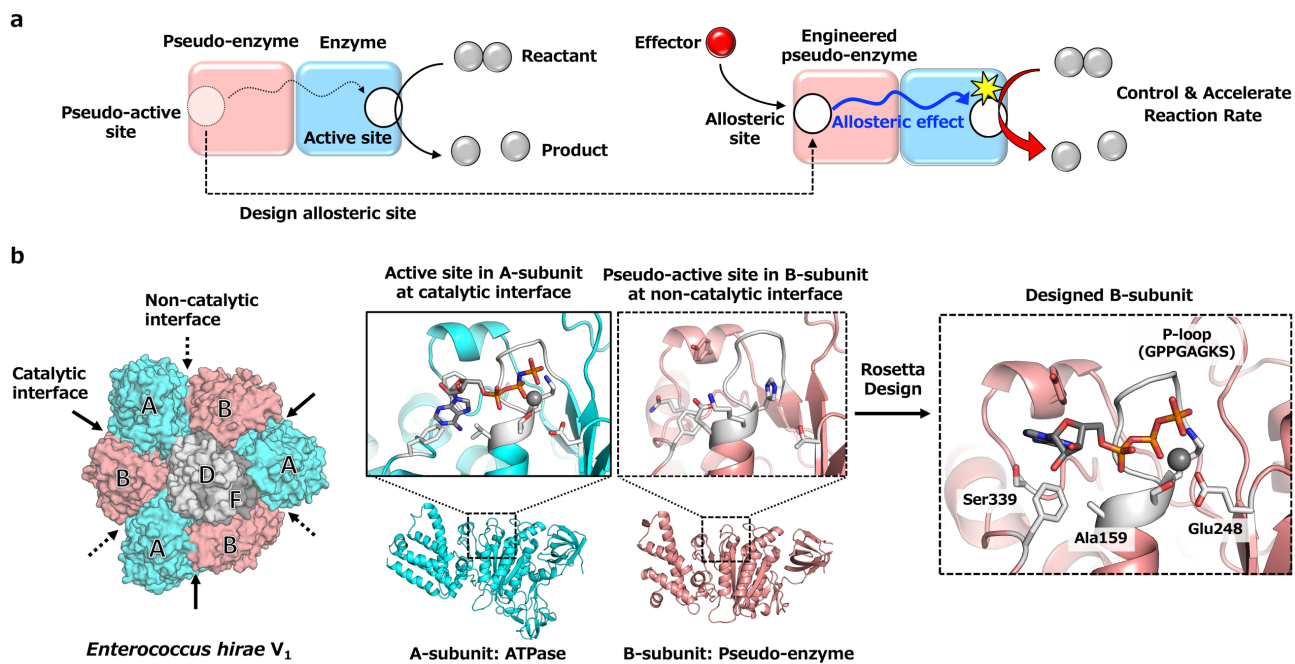 a
Pseudo-enzyme
Enzyme
Reactant
Pseudo-active
site
Active site
Product
Design allosteric site
Effector
Engineered
pseudo-enzyme
Allosteric
site
Allosteric effect
Control & Accelerate
Reaction Rate
b
Non-catalytic
interface
Catalytic
interface
A
B
B
D
A
F
A
B
Enterococcus hirae V₁
Active site in A-subunit
at catalytic interface
Pseudo-active site in B-subunit
at non-catalytic interface
A-subunit: ATPase
B-subunit: Pseudo-enzyme
Rosetta
Design
Designed B-subunit
P-loop
(GPPGAGKS)
Ser339
Ala159
Glu248